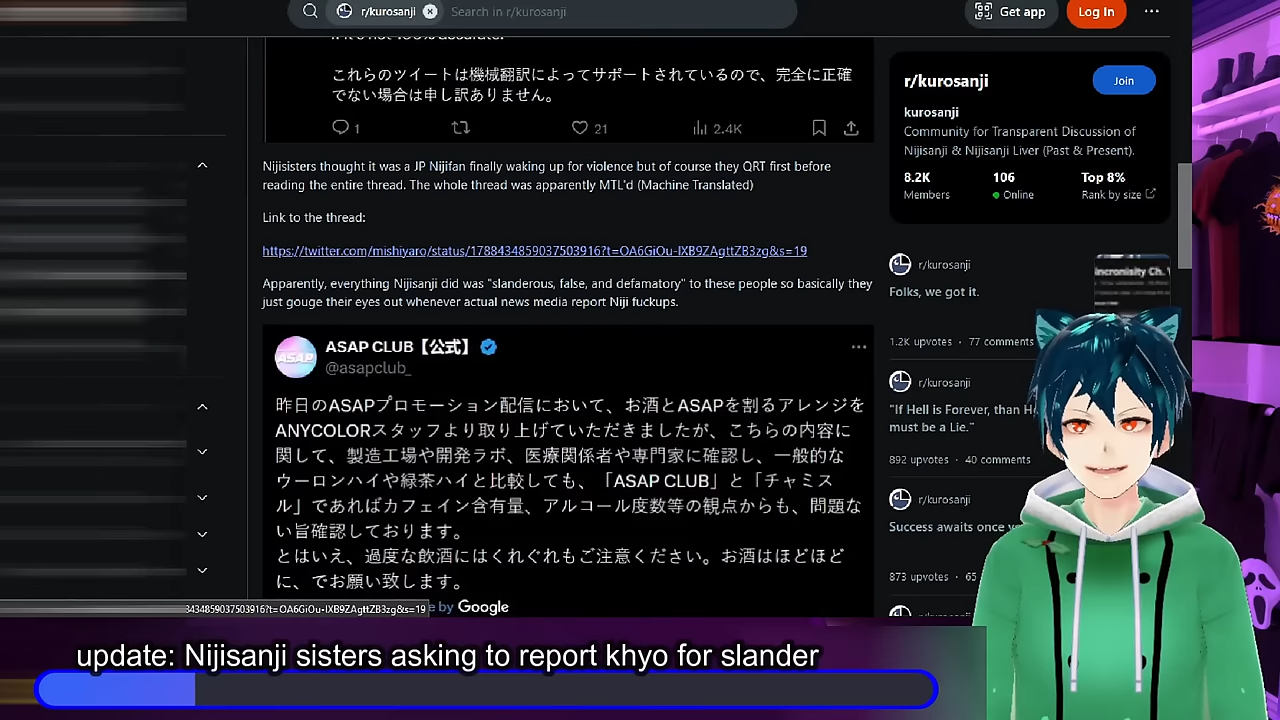 r/kurosanji
Search in r/kurosanji
Get app
Log In
これらのツイートは機械翻訳によってサポートされているので、完全に正確
でない場合は申し訳ありません。
1
21
2.4K
Nijisisters thought it was a JP Nijifan finally waking up for violence but of course they QRT first before
reading the entire thread. The whole thread was apparently MTL'd (Machine Translated)
Link to the thread:
https://twitter.com/mishiyaro/status/1788434859037503916?t=OA6GiOu-IXB9ZAgttZB3zg&s=19
Apparently, everything Nijisanji did was "slanderous, false, and defamatory" to these people so basically they
just gouge their eyes out whenever actual news media report Niji fuckups.
ASAP CLUB【公式】
@asapclub_
昨日のASAPプロモーション配信において、お酒とASAPを割るアレンジを
ANYCOLORスタッフより取り上げていただきましたが、こちらの内容に
関して、製造工場や開発ラボ、医療関係者や専門家に確認し、一般的な
ウーロンハイや緑茶ハイと比較しても、「ASAP CLUB」と「チャミス
ル」であればカフェイン含有量、アルコール度数等の観点からも、問題な
い旨確認しております。
とはいえ、過度な飲酒にはくれぐれもご注意ください。お酒はほどほど
に、でお願い致します。
by Google
3434859037503916?t=OA6GiOu-IXB9ZAgttZB3zg&s=19
r/kurosanji
Join
kurosanji
Community for Transparent Discussion of
Nijisanji & Nijisanji Liver (Past & Present).
8.2K
106
Top 8%
Members
Online
Rank by size
r/kurosanji
Folks, we got it.
1.2K upvotes · 77 comments
r/kurosanji
"If Hell is Forever, than
must be a Lie."
892 upvotes · 40 comments
r/kurosanji
Success awaits once
873 upvotes · 65
update: Nijisanji sisters asking to report khyo for slander